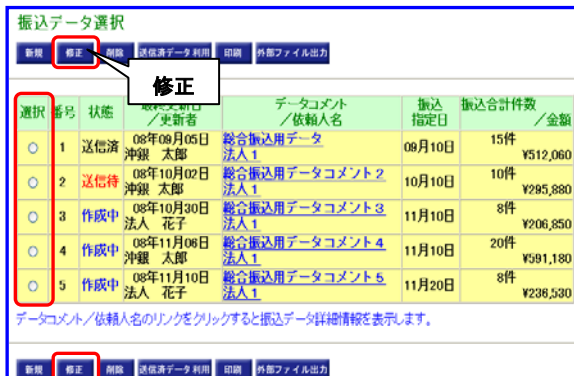 振込データ選択
新規 修正 削除 送信済データ利用 印刷 外部ファイル出力
修正
選択 番号 状態 最終更新日 データコメント 振込 振込合計件数
／更新者 ／依頼人名 指定日 ／金額
1 送信済 08年09月05日 総合振込用データ 09月10日 15件
沖銀 太郎 法人1 ¥512,060
2 送信待 08年10月02日 総合振込用データコメント2 10月10日 10件
沖銀 太郎 法人1 ¥295,880
3 作成中 08年10月30日 総合振込用データコメント3 11月10日 8件
法人 花子 法人1 ¥206,850
4 作成中 08年11月06日 総合振込用データコメント4 11月10日 20件
沖銀 太郎 法人1 ¥591,180
5 作成中 08年11月10日 総合振込用データコメント5 11月20日 8件
法人 花子 法人1 ¥236,530
データコメント／依頼人名のリンクをクリックすると振込データ詳細情報を表示します。
新規 修正 削除 送信済データ利用 印刷 外部ファイル出力